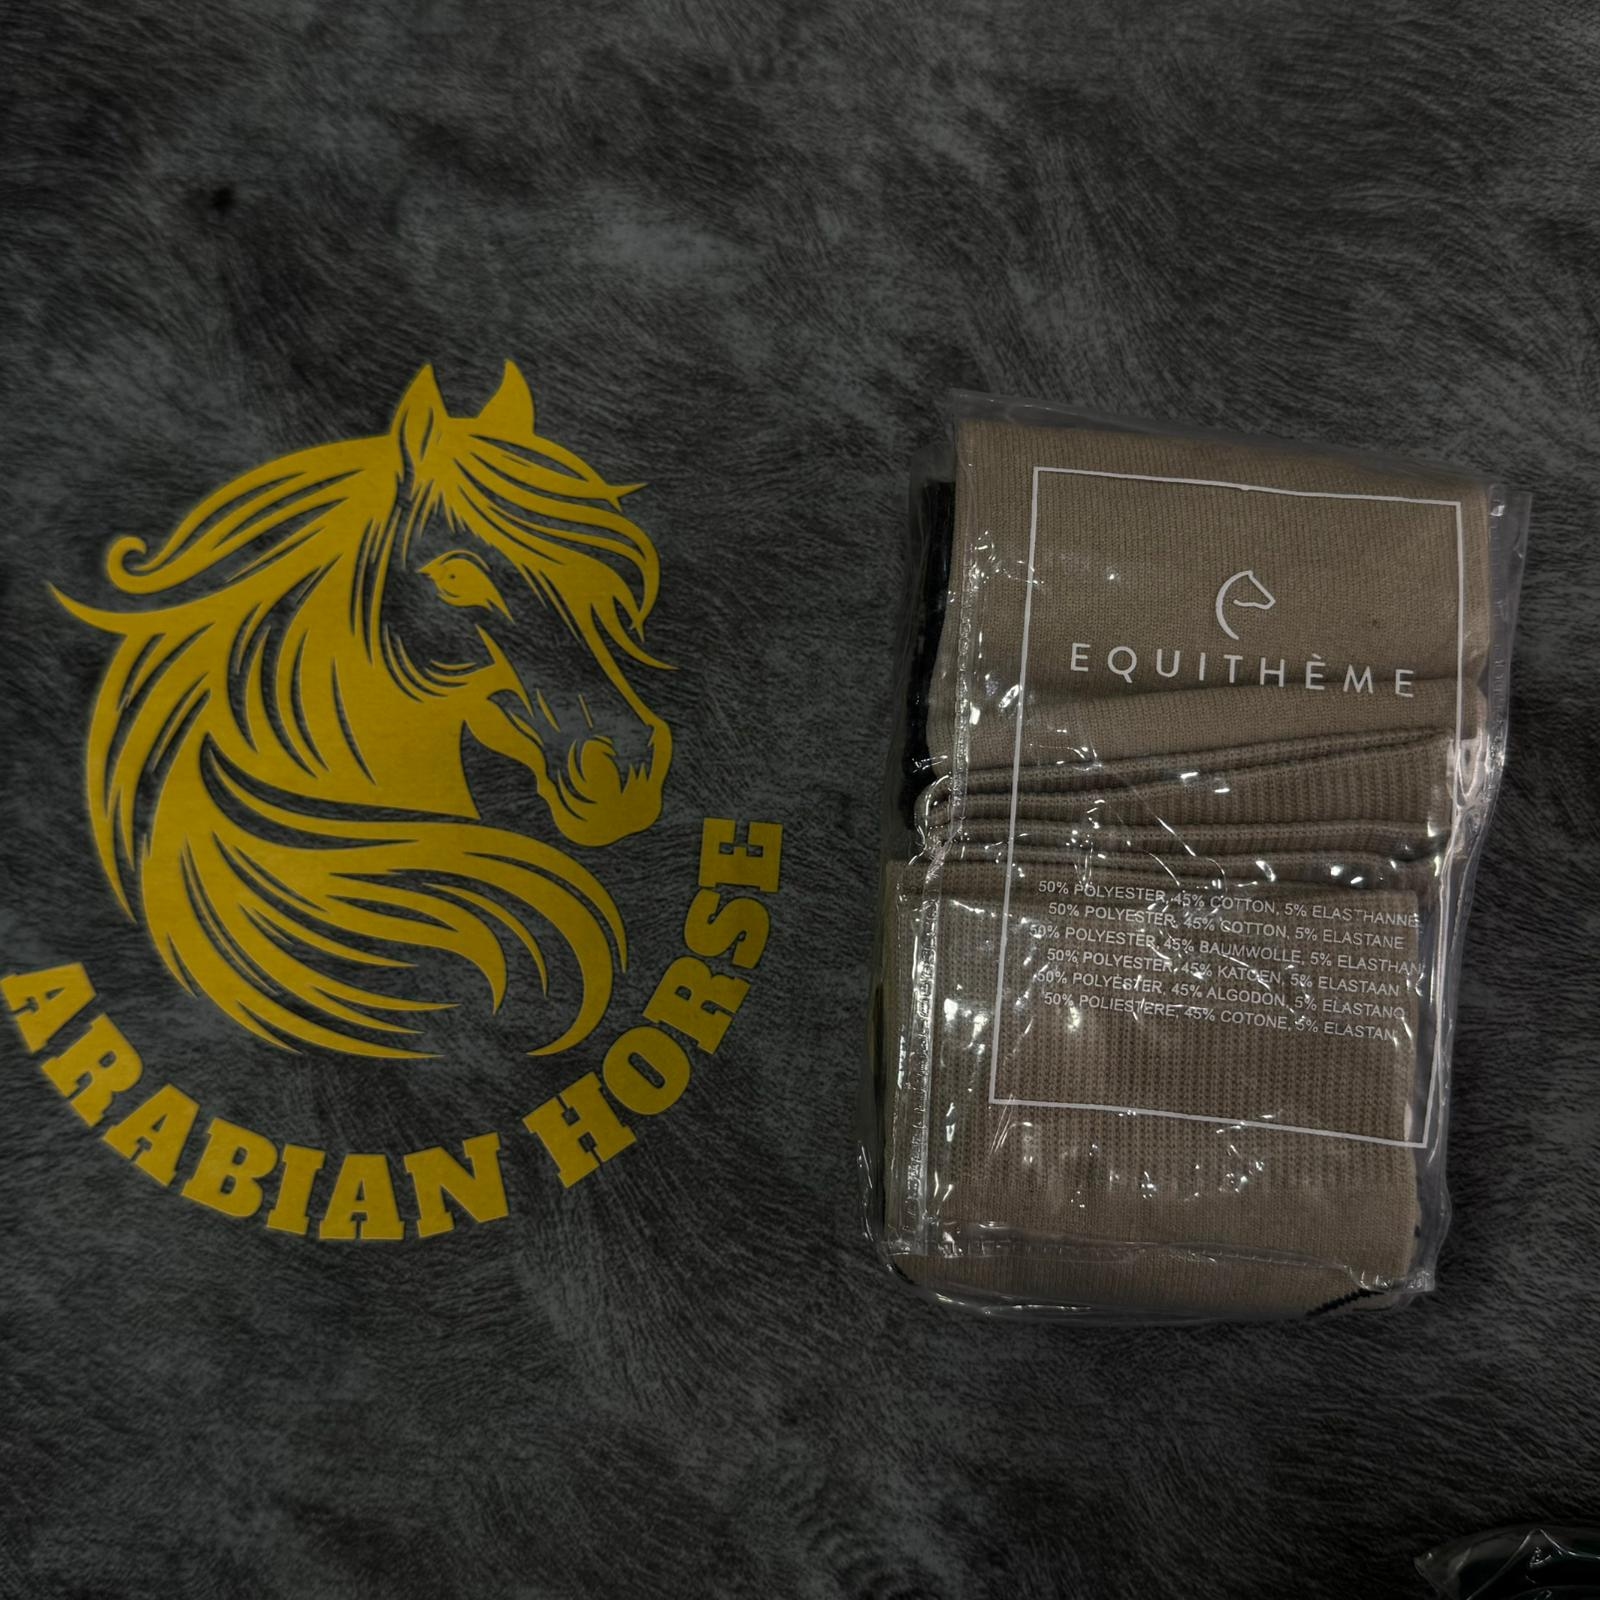 ARABIAN HORSE
EQUITHÈME
50% POLYESTER, 45% COTTON, 5% ELASTHANNE
50% POLYESTER, 45% COTTON, 5% ELASTANE
50% POLYESTER, 45% BAUMWOLLE, 5% ELASTHAN
50% POLYESTER, 45% KATOEN, 5% ELASTAAN
50% POLYESTER, 45% ALGODON, 5% ELASTANO
50% POLIESTERE, 45% COTONE, 5% ELASTAN